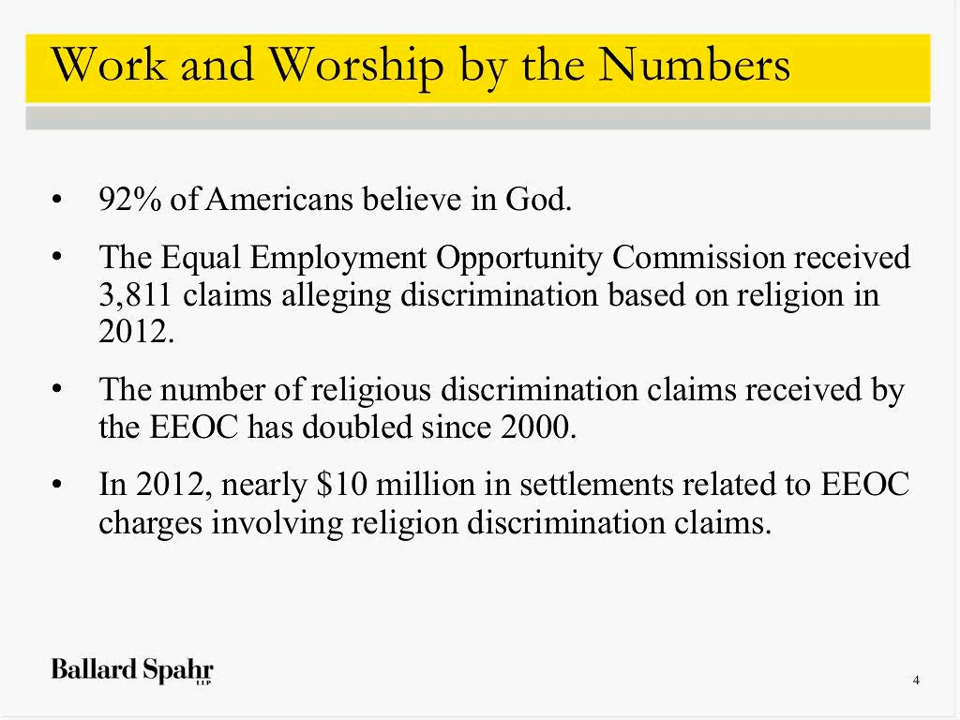 Work and Worship by the Numbers
• 92% of Americans believe in God.
• The Equal Employment Opportunity Commission received
3,811 claims alleging discrimination based on religion in
2012.
• The number of religious discrimination claims received by
the EEOC has doubled since 2000.
• In 2012, nearly $10 million in settlements related to EEOC
charges involving religion discrimination claims.
Ballard Spahr
LLP
4